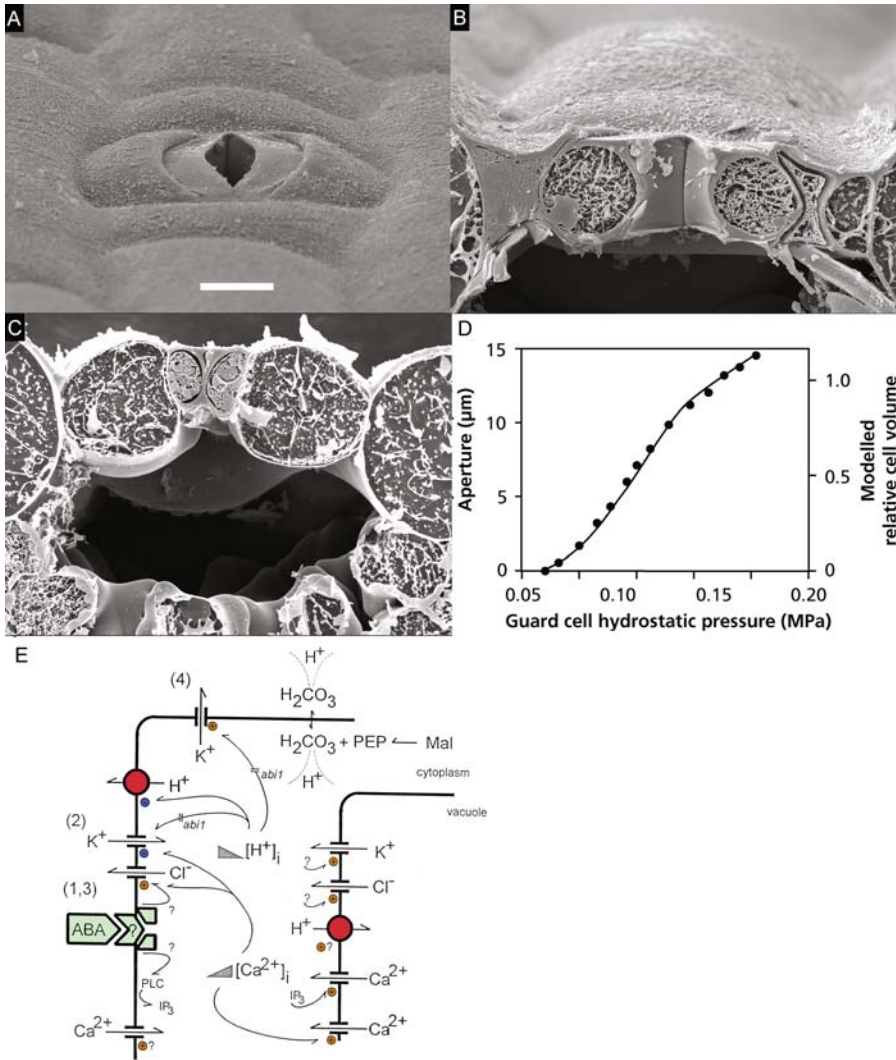 A
B
C
D
15
10
5
0
Aperture (µm)
1.0
0.5
0
Modelled
relative cell volume
0.05
0.10
0.15
0.20
Guard cell hydrostatic pressure (MPa)
E
(4)
K+
H+
H2CO3
H2CO3 + PEP Mal
H+
cytoplasm
vacuole
abi1
H+
abi1
(2)
K+
[H+]i
K+
?
Cl-
Cl-
?
(1,3)
?
ABA
?
H+
?
?
[Ca2+]i
PLC
IP3
IP3
Ca2+
Ca2+
?
Ca2+